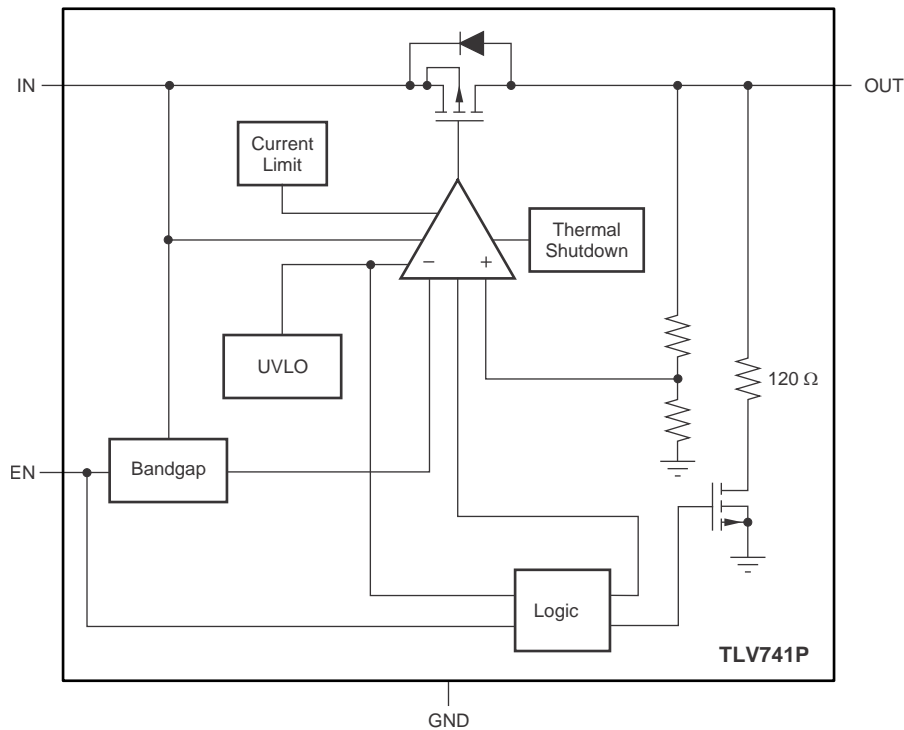 IN
OUT
Current
Limit
Thermal
Shutdown
−
+
UVLO
120 Ω
EN
Bandgap
Logic
TLV741P
GND